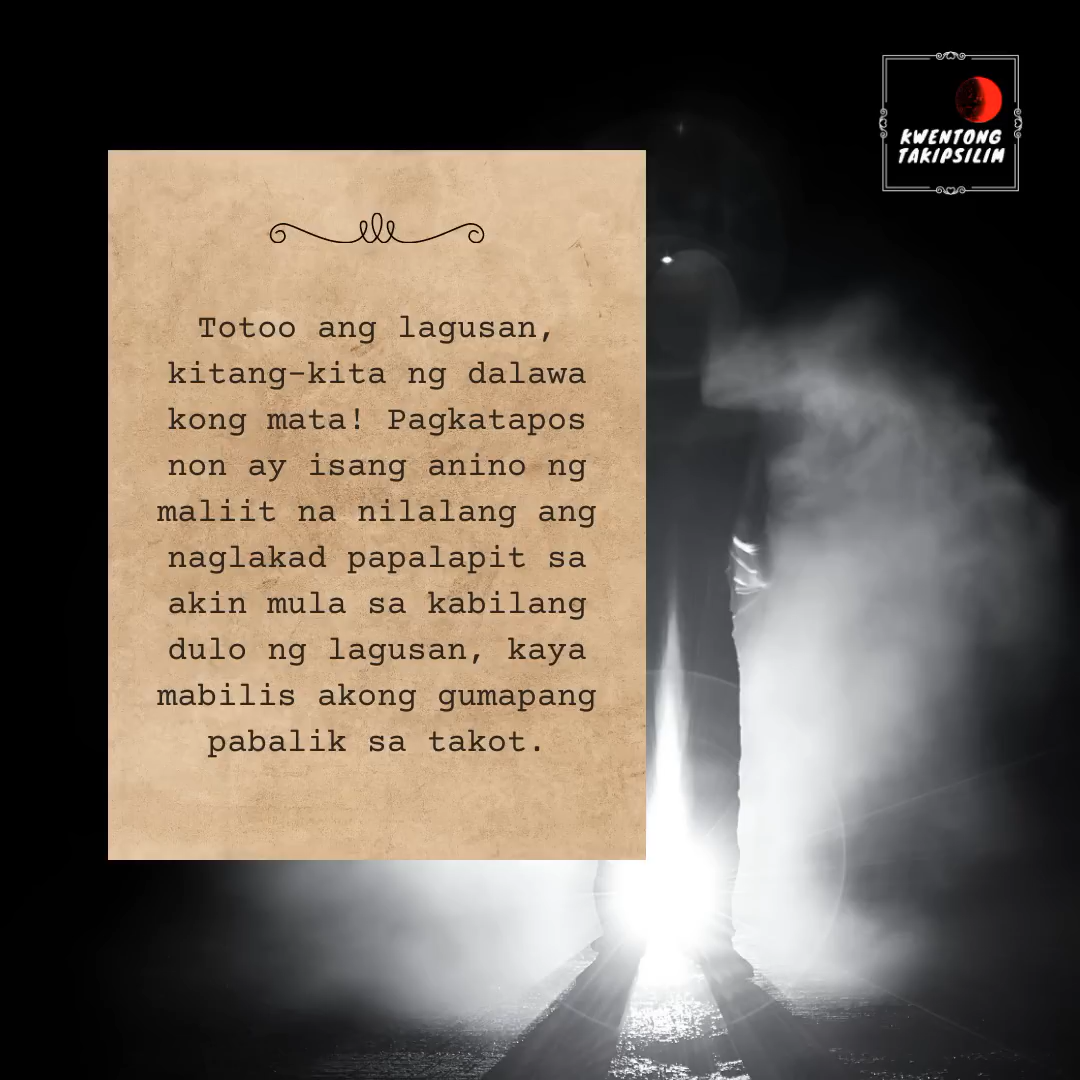 KWENTONG
TAKIPSILIM
Totoo ang lagusan,
kitang-kita ng dalawa
kong mata! Pagkatapos
non ay isang anino ng
maliit na nilalang ang
naglakad papalapit sa
akin mula sa kabilang
dulo ng lagusan, kaya
mabilis akong gumapang
pabalik sa takot.